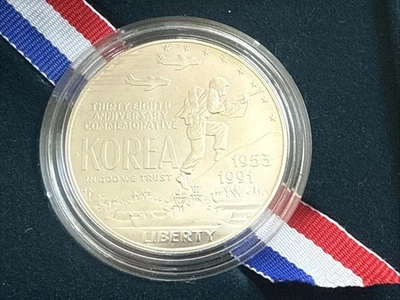 THIRTY EIGHTH
ANNIVERSARY
COMMEMORATIVE
KOREA
1953
IN GOD WE TRUST
1991
LIBERTY